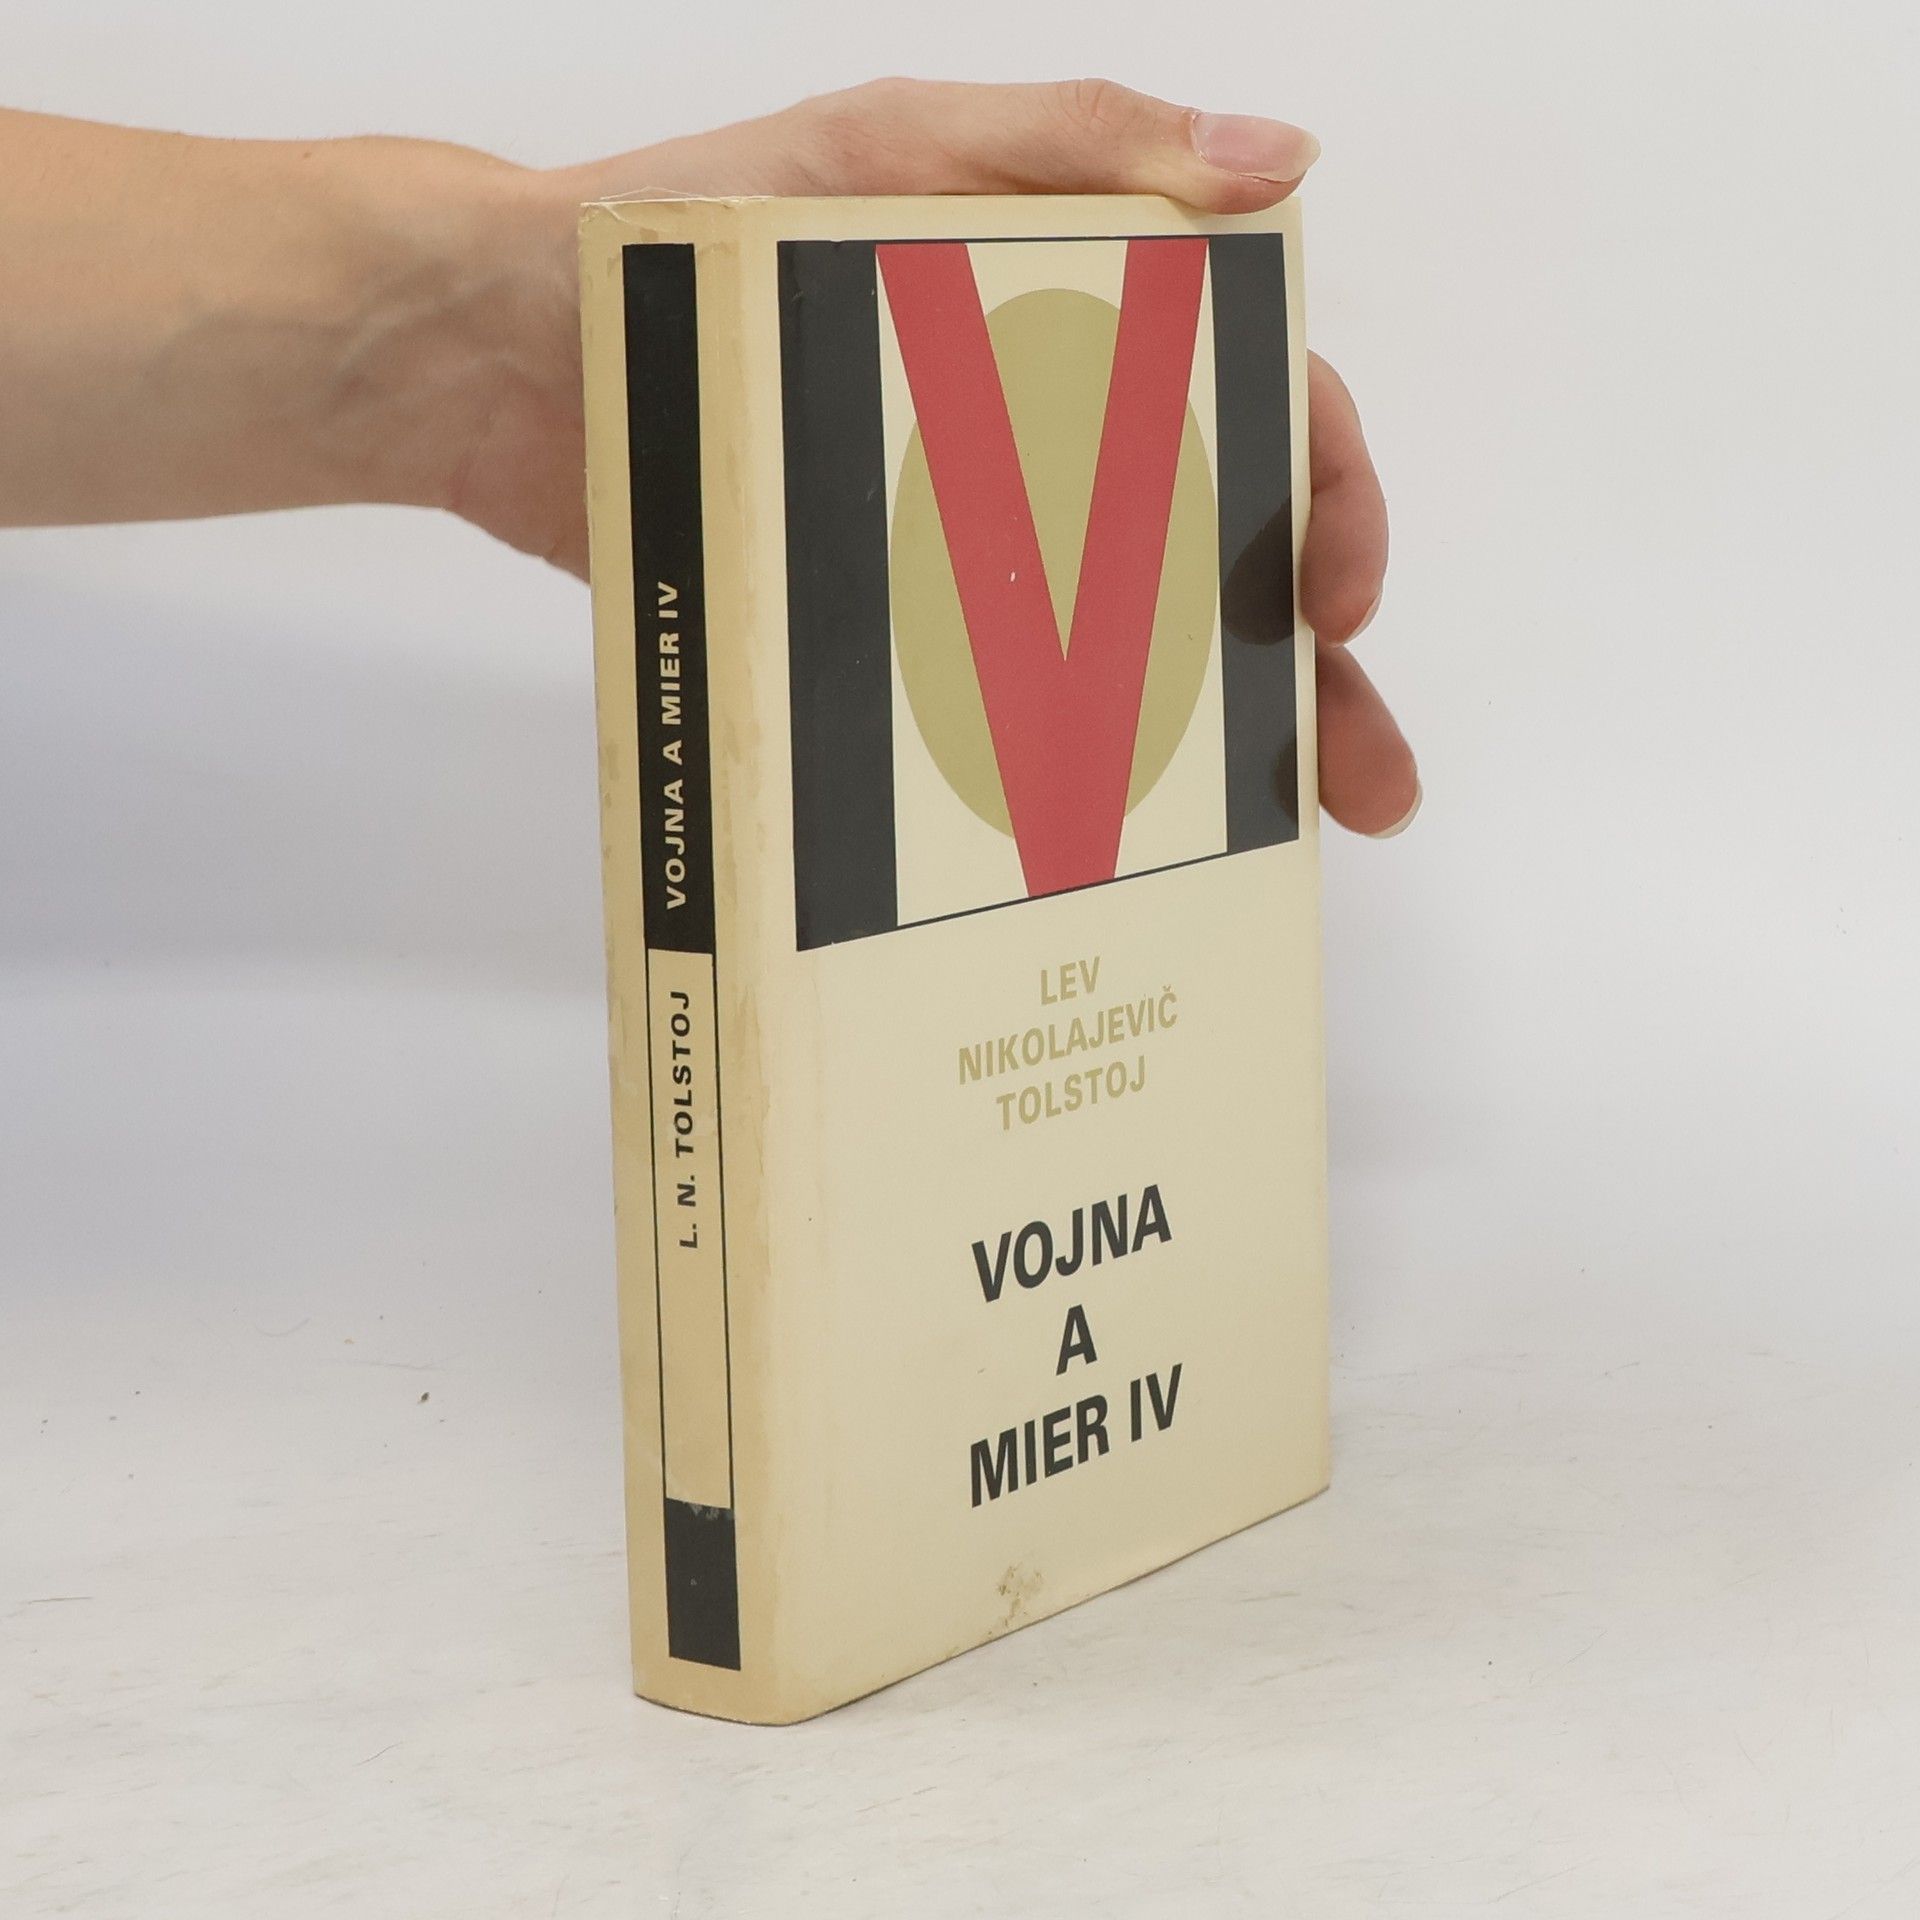 VOJNA A MIER IV
L. N. TOLSTOJ
LEV
NIKOLAJEVIČ
TOLSTOJ
VOJNA
A
MIER IV